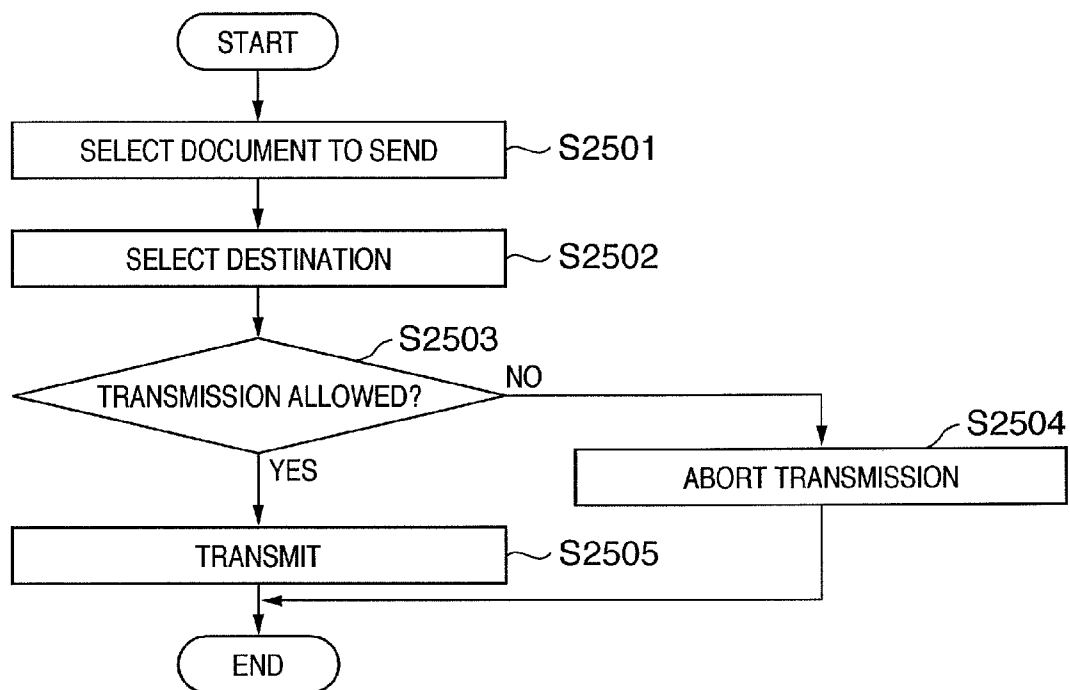 START
SELECT DOCUMENT TO SEND
S2501
SELECT DESTINATION
S2502
S2503
TRANSMISSION ALLOWED?
NO
YES
S2504
ABORT TRANSMISSION
TRANSMIT
S2505
END